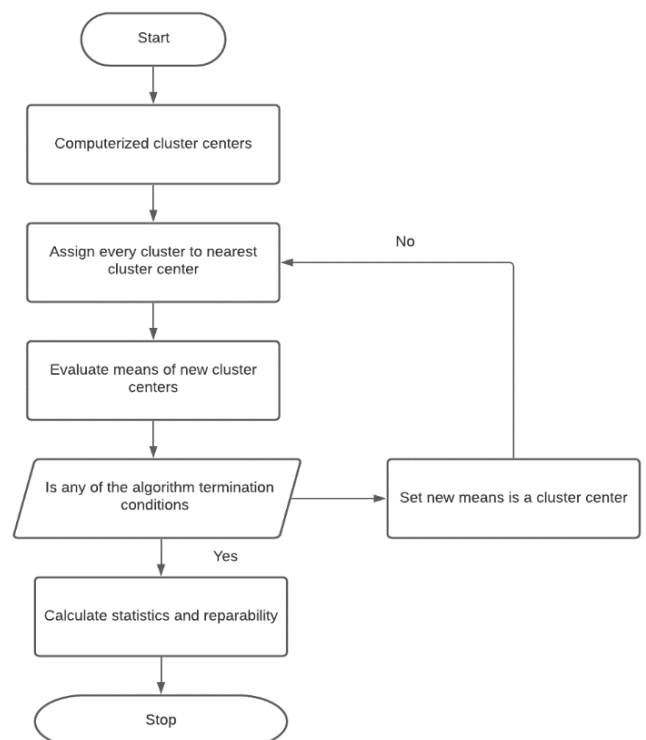 Start
Computerized cluster centers
Assign every cluster to nearest
cluster center
No
Evaluate means of new cluster
centers
Is any of the algorithm termination
conditions
Set new means is a cluster center
Yes
Calculate statistics and reparability
Stop